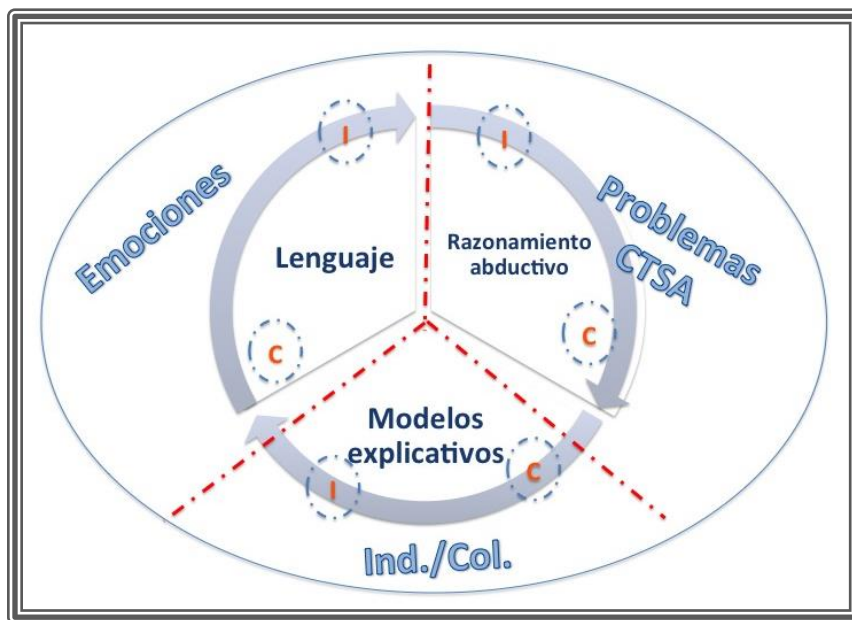 I
I
Emociones
Problemas
CTSA
Lenguaje
Razonamiento
abductivo
C
C
Modelos
explicativos
I
C
Ind./Col.